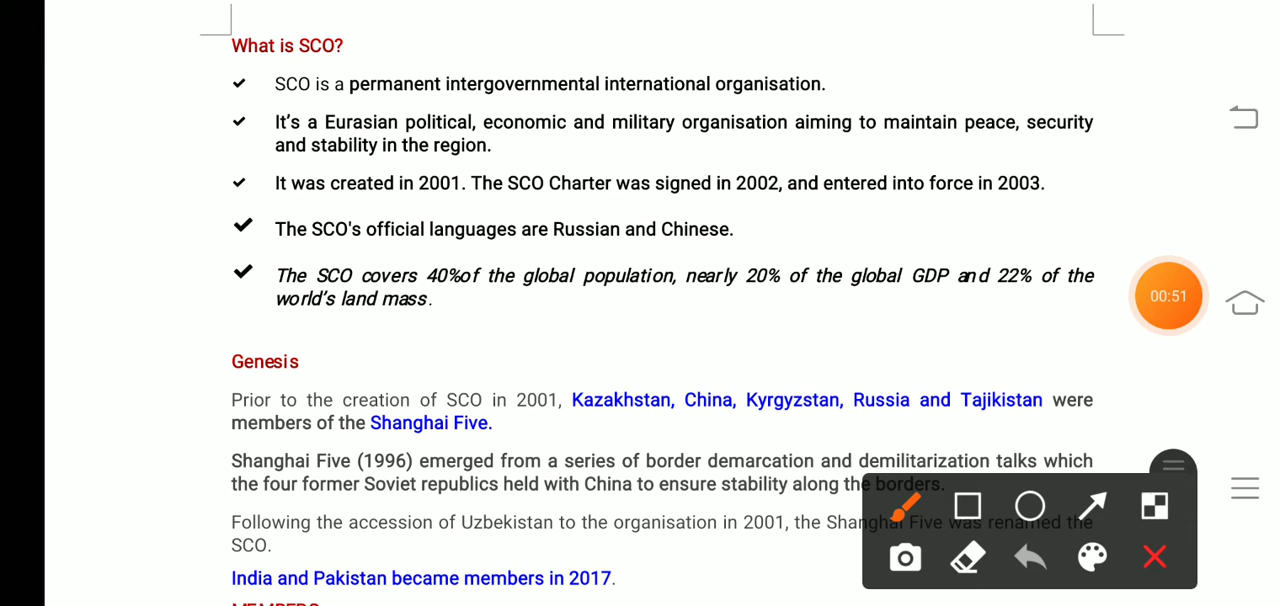 What is SCO?
SCO is a permanent intergovernmental international organisation.
It's a Eurasian political, economic and military organisation aiming to maintain peace, security
and stability in the region.
It was created in 2001. The SCO Charter was signed in 2002, and entered into force in 2003.
The SCO's official languages are Russian and Chinese.
The SCO covers 40%of the global population, nearly 20% of the global GDP and 22% of the
world's land mass.
00:51
Genesis
Prior to the creation of SCO in 2001, Kazakhstan, China, Kyrgyzstan, Russia and Tajikistan were
members of the Shanghai Five.
Shanghai Five (1996) emerged from a series of border demarcation and demilitarization talks which
the four former Soviet republics held with China to ensure stability along the borders.
Following the accession of Uzbekistan to the organisation in 2001, the Shanghai Five was renamed the
SCO.
India and Pakistan became members in 2017.
MEMBERS